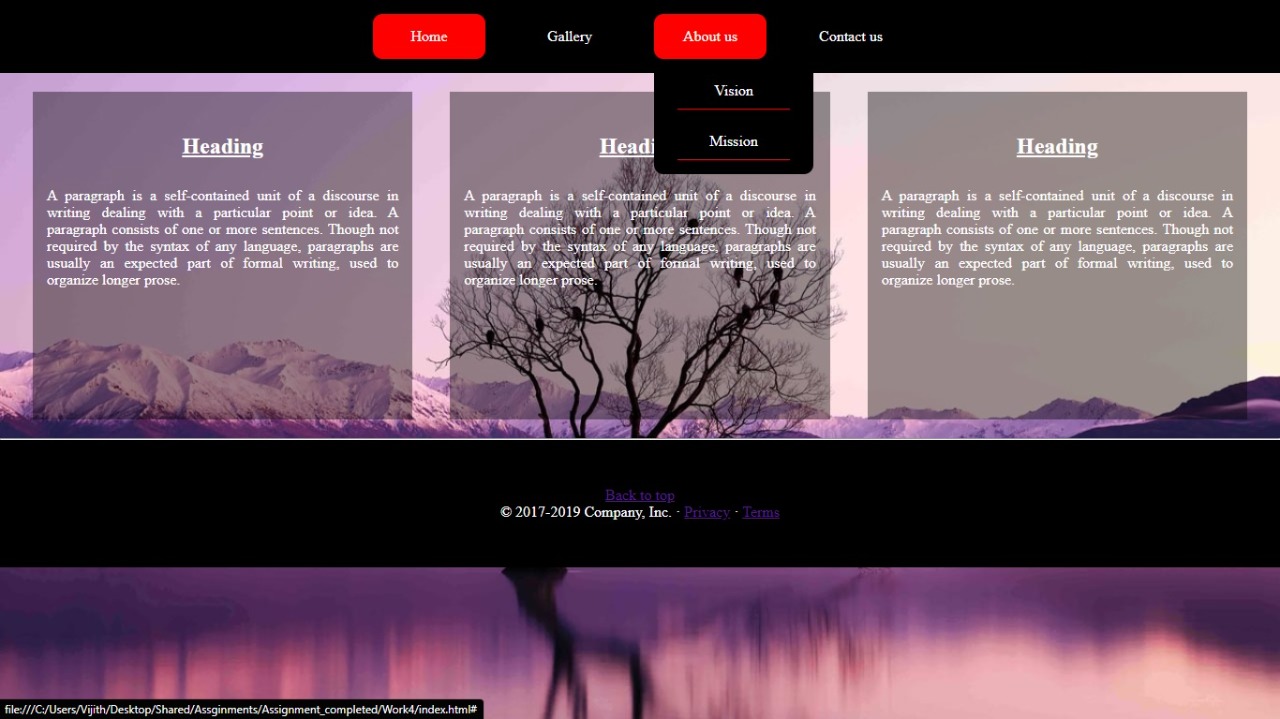 Home Gallery About us Contact us
Vision
Mission
Heading
A paragraph is a self-contained unit of a discourse in
writing dealing with a particular point or idea. A
paragraph consists of one or more sentences. Though not
required by the syntax of any language, paragraphs are
usually an expected part of formal writing, used to
organize longer prose.
Headi
A paragraph is a self-contained unit of a discourse in
writing dealing with a particular point or idea. A
paragraph consists of one or more sentences. Though not
required by the syntax of any language, paragraphs are
usually an expected part of formal writing, used to
organize longer prose.
Heading
A paragraph is a self-contained unit of a discourse in
writing dealing with a particular point or idea. A
paragraph consists of one or more sentences. Though not
required by the syntax of any language, paragraphs are
usually an expected part of formal writing, used to
organize longer prose.
Back to top
© 2017-2019 Company, Inc. · Privacy · Terms
file:///C:/Users/Vijith/Desktop/Shared/Assginments/Assignment_completed/Work4/index.html#